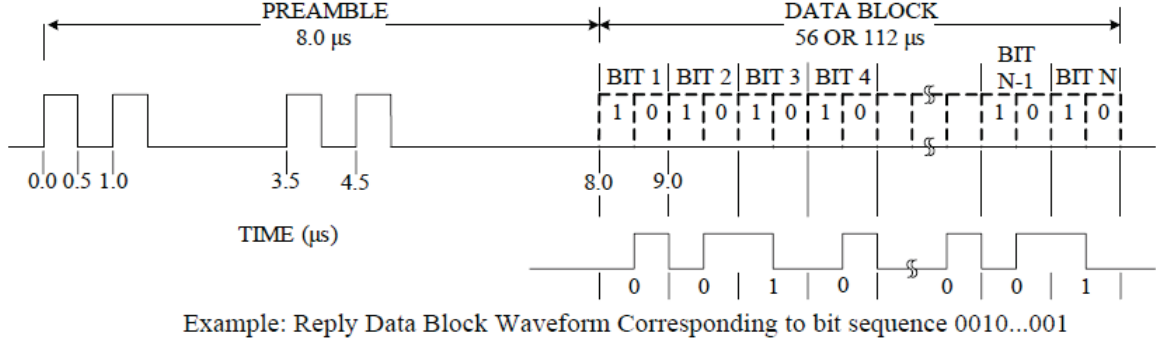 PREAMBLE DATA BLOCK
8.0 μs 56 OR 112 μs
BIT 1 BIT 2 BIT 3 BIT 4 BIT N-1 BIT N
1 0 1 0 1 0 1 0 1 0 1 0
0.0 0.5 1.0 3.5 4.5 8.0 9.0
TIME (μs)
0 0 1 0 0 0 1
Example: Reply Data Block Waveform Corresponding to bit sequence 0010...001